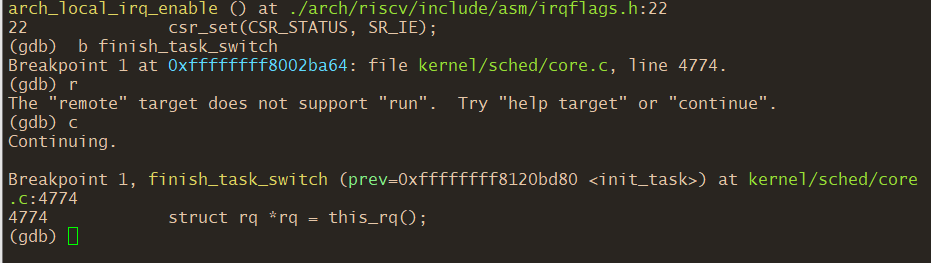 arch_local_irq_enable () at ./arch/riscv/include/asm/irqflags.h:22
22              csr_set(CSR_STATUS, SR_IE);
(gdb)  b finish_task_switch
Breakpoint 1 at 0xffffffff8002ba64: file kernel/sched/core.c, line 4774.
(gdb) r
The "remote" target does not support "run".  Try "help target" or "continue".
(gdb) c
Continuing.

Breakpoint 1, finish_task_switch (prev=0xffffffff8120bd80 <init_task>) at kernel/sched/core
.c:4774
4774            struct rq *rq = this_rq();
(gdb)